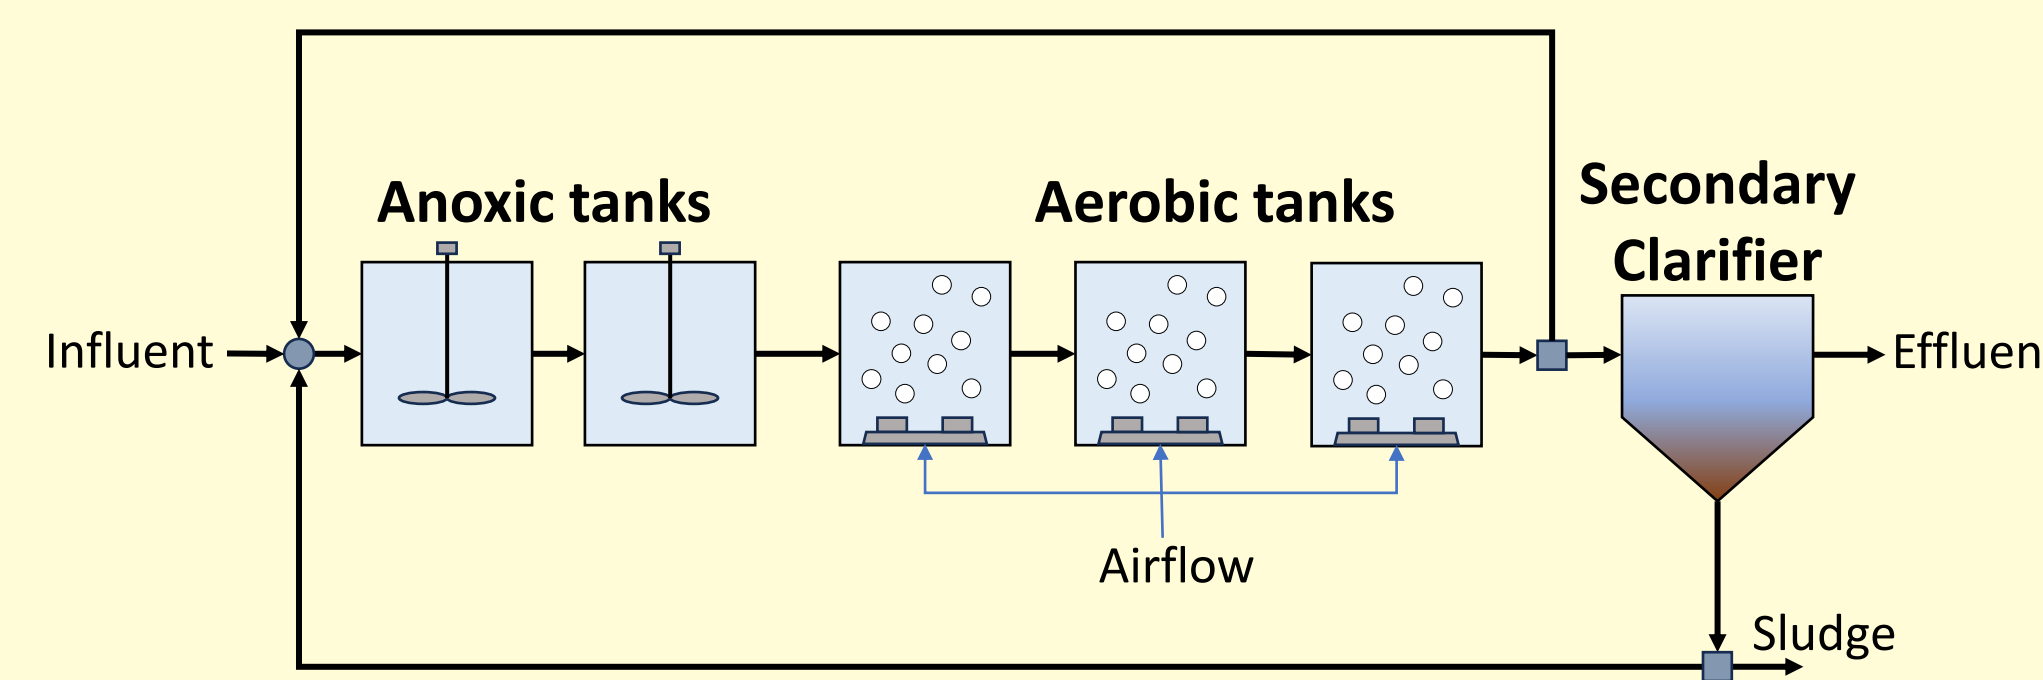 Anoxic tanks
Aerobic tanks
Secondary
Clarifier
Influent
Effluen
Airflow
Sludge